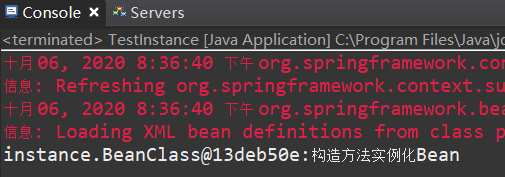 Console Servers
<terminated> TestInstance [Java Application] C:\Program Files\Java\j
十月 06, 2020 8:36:40 下午 org.springframework.con
信息: Refreshing org.springframework.context.su
十月 06, 2020 8:36:40 下午 org.springframework.bea
信息: Loading XML bean definitions from class p
instance.BeanClass@13deb50e:构造方法实例化Bean